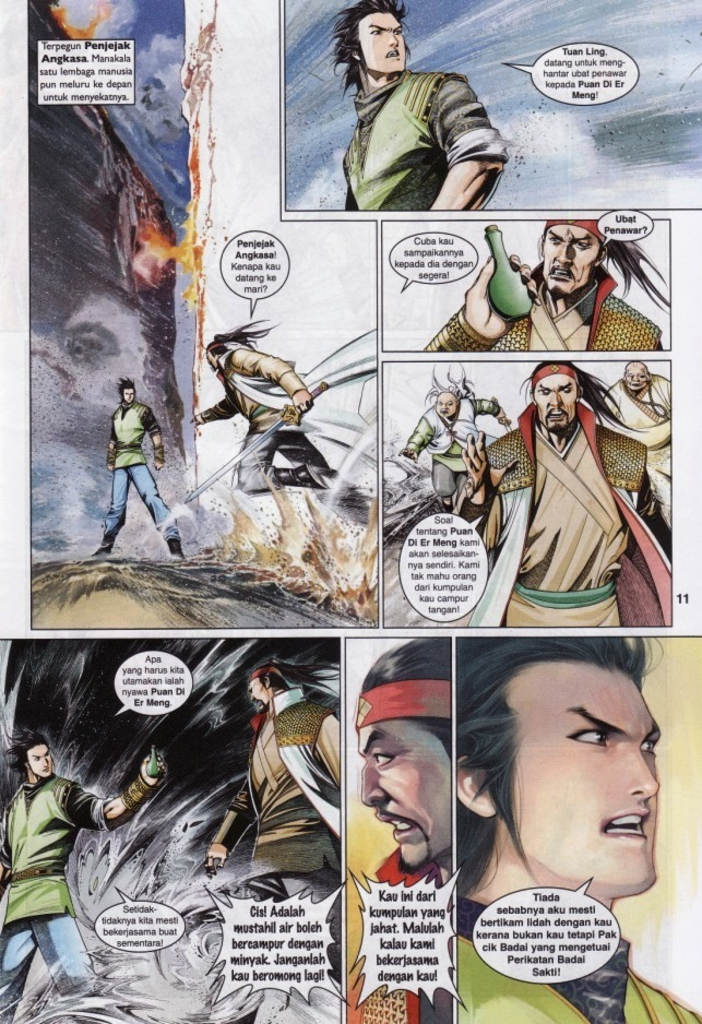 Terpegun Penjejak
Angkasa. Manakala
satu lembaga manusia
pun meluru ke depan
untuk menyekatnya.
Tuan Ling,
datang untuk meng-
hantar ubat penawar
kepada Puan Di Er
Meng!
Penjejak
Angkasa!
Kenapa kau
datang ke
mari?
Ubat
Penawar?
Cuba kau
sampaikannya
kepada dia dengan
segera!
Soal
tentang Puan
Di Er Meng kami
akan selesaikan-
nya sendiri. Kami
tak mahu orang
dari kumpulan
kau campur
tangan!
11
Apa
yang harus kita
utamakan ialah
nyawa Puan Di
Er Meng.
Setidak-
tidaknya kita mesti
bekerjasama buat
sementara!
Cis! Adalah
mustahil air boleh
bercampur dengan
minyak. Janganlah
kau beromong lagi!
Kau ini dari
kumpulan yang
jahat. Malulah
kalau kami
bekerjasama
dengan kau!
Tiada
sebabnya aku mesti
bertikam lidah dengan kau
kerana bukan kau tetapi Pak
cik Badai yang mengetuai
Perikatan Badai
Sakti!